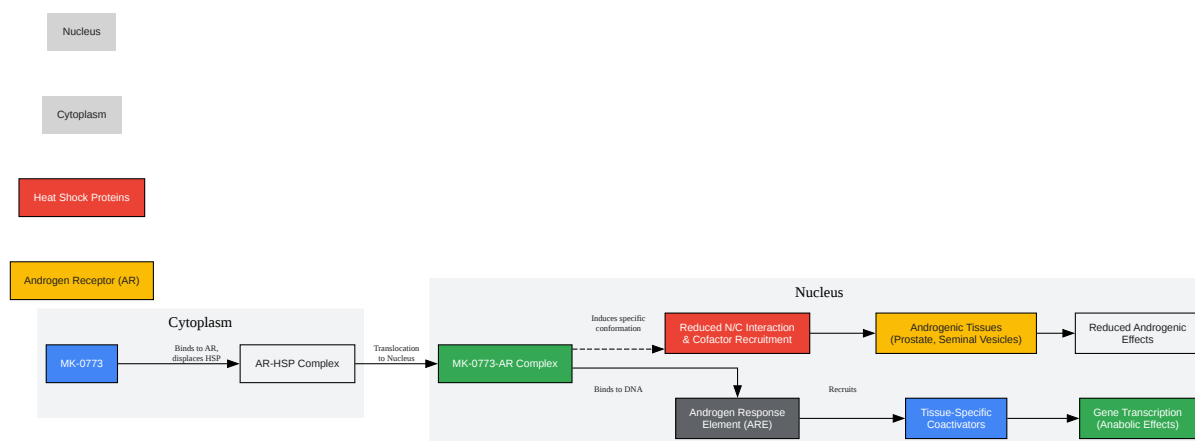 Nucleus
Cytoplasm
Heat Shock Proteins
Androgen Receptor (AR)
Cytoplasm
MK-0773
Binds to AR,
displaces HSP
AR-HSP Complex
Translocation
to Nucleus
Nucleus
MK-0773-AR Complex
Induces specific
conformation
Reduced N/C Interaction
& Cofactor Recruitment
Androgenic Tissues
(Prostate, Seminal Vesicles)
Reduced Androgenic
Effects
Binds to DNA
Androgen Response
Element (ARE)
Recruits
Tissue-Specific
Coactivators
Gene Transcription
(Anabolic Effects)